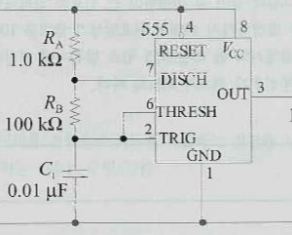 555 4 8
R_A
1.0 kΩ
RESET V_CC
7
DISCH
OUT 3
R_B
100 kΩ
6
THRESH
2
TRIG
GND
1
C_1
0.01 μF